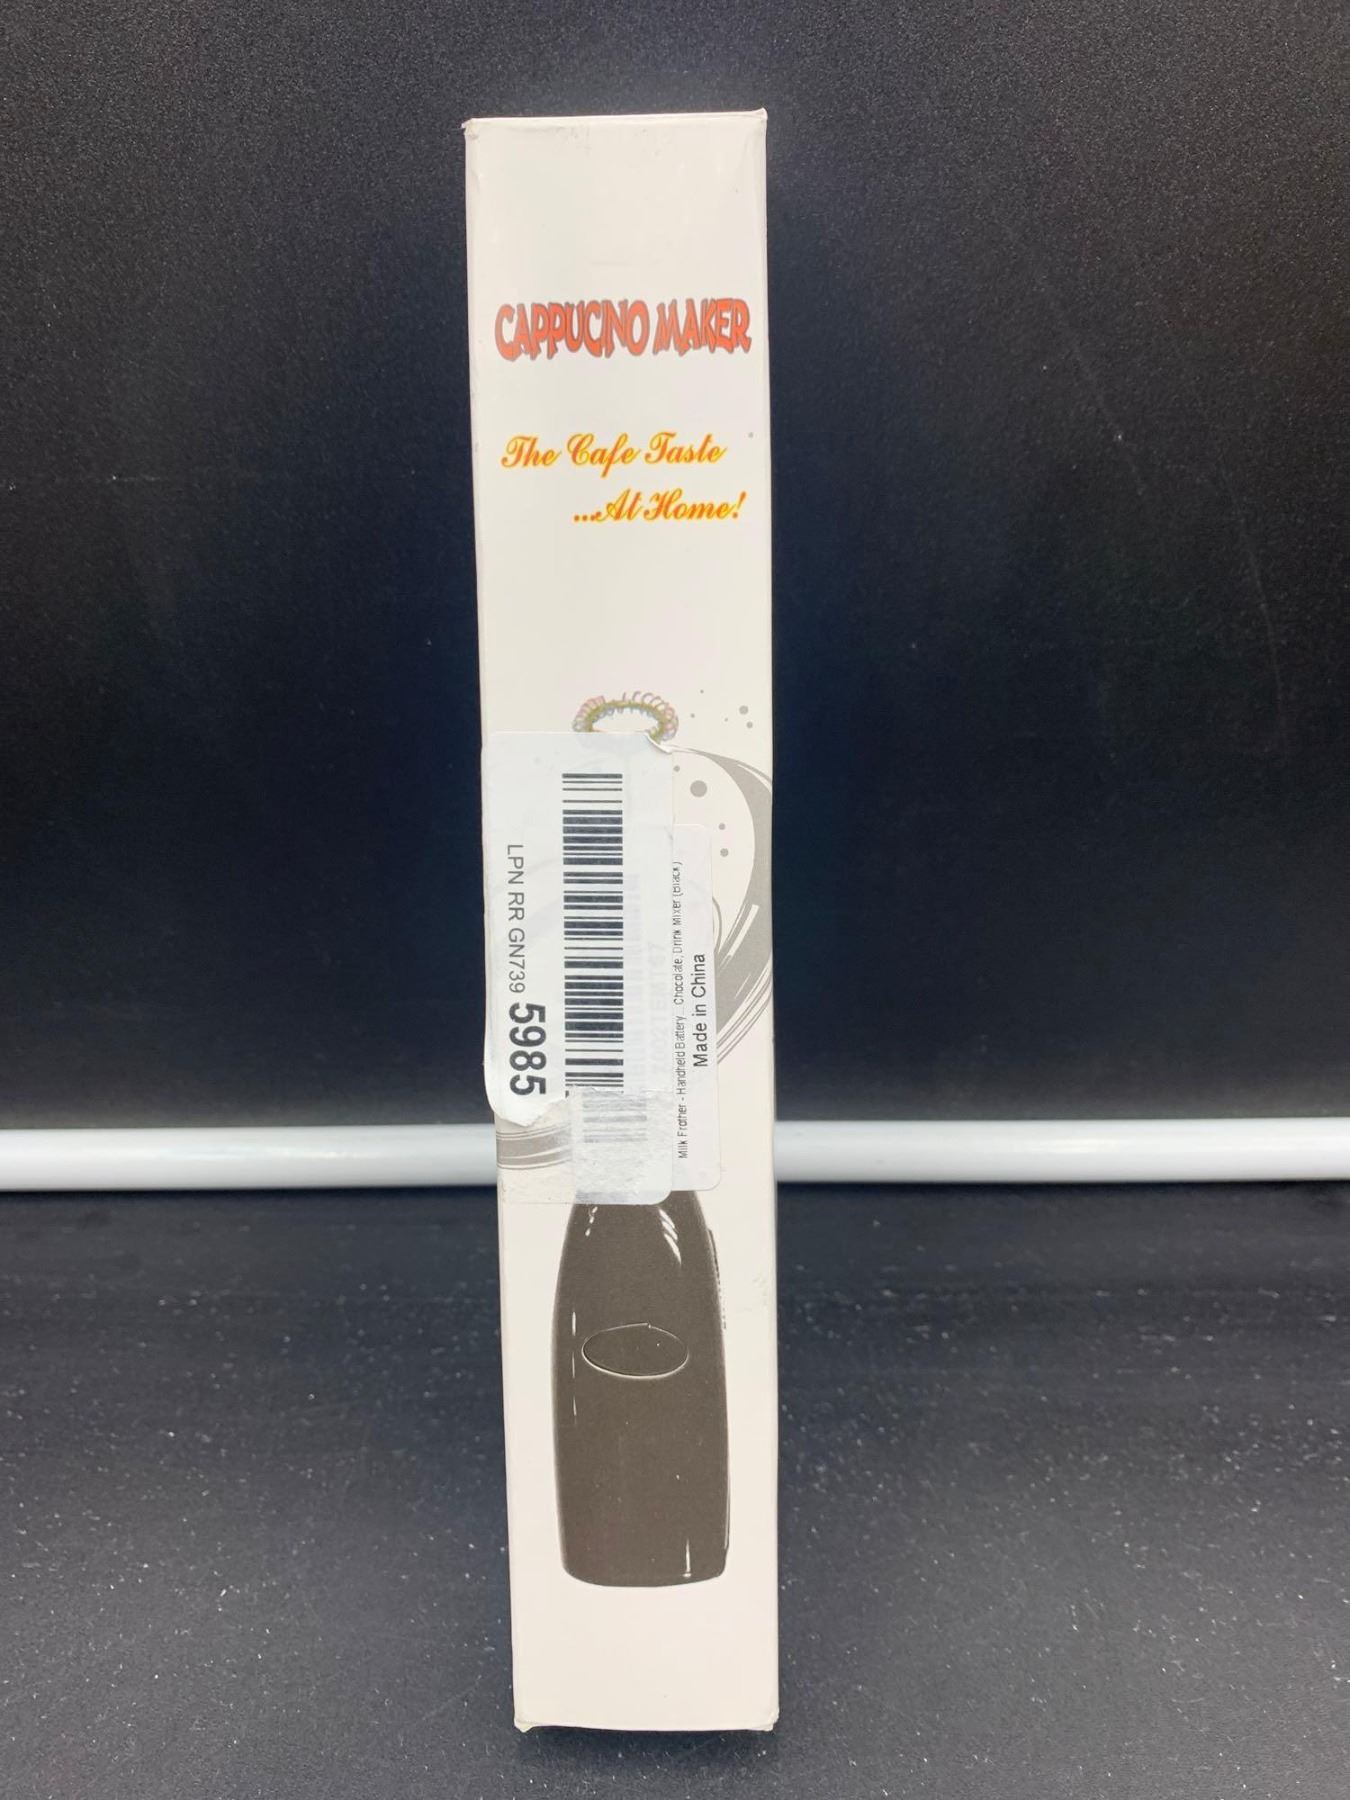 CAPPUCINO MAKER
The Cafe Taste
...At Home!
LPN RR GN739 5985
Milk Frother - Handheld Battery... Chocolate, Drink Mixer (Black)
Made in China